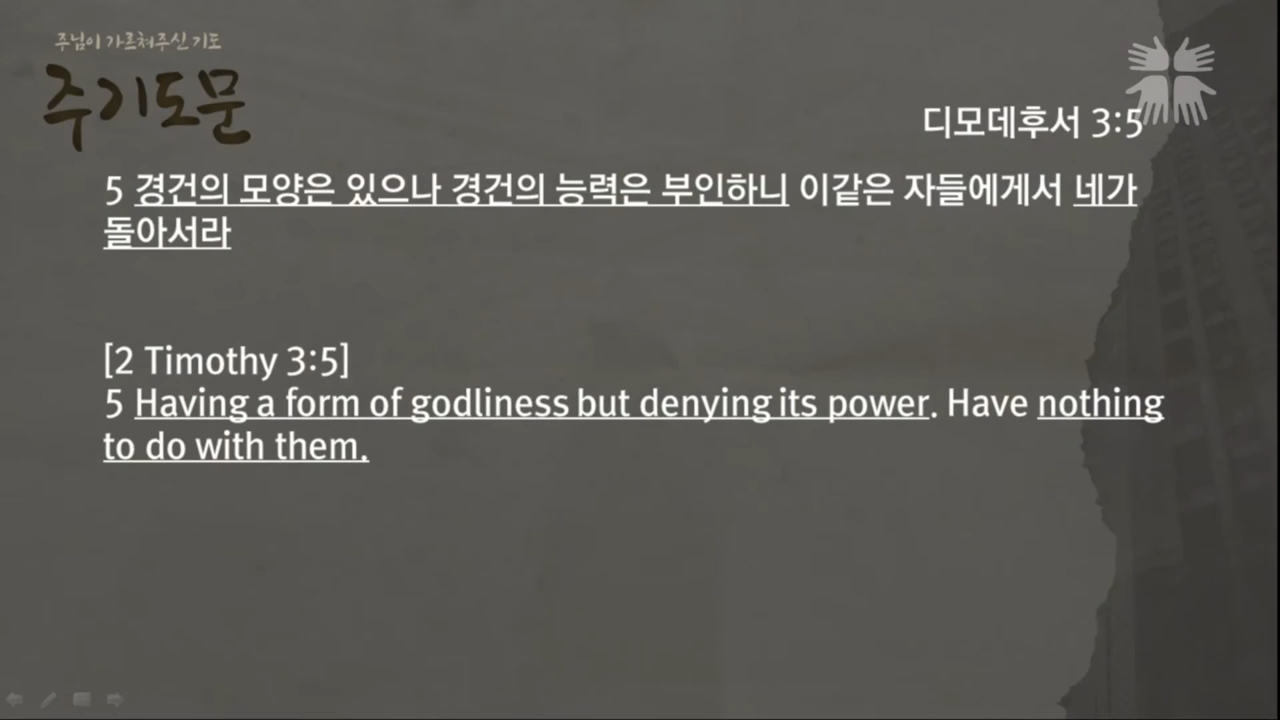 주님이 가르쳐주신 기도
주기도문
디모데후서 3:5
5 경건의 모양은 있으나 경건의 능력은 부인하니 이같은 자들에게서 네가
돌아서라
[2 Timothy 3:5]
5 Having a form of godliness but denying its power. Have nothing
to do with them.